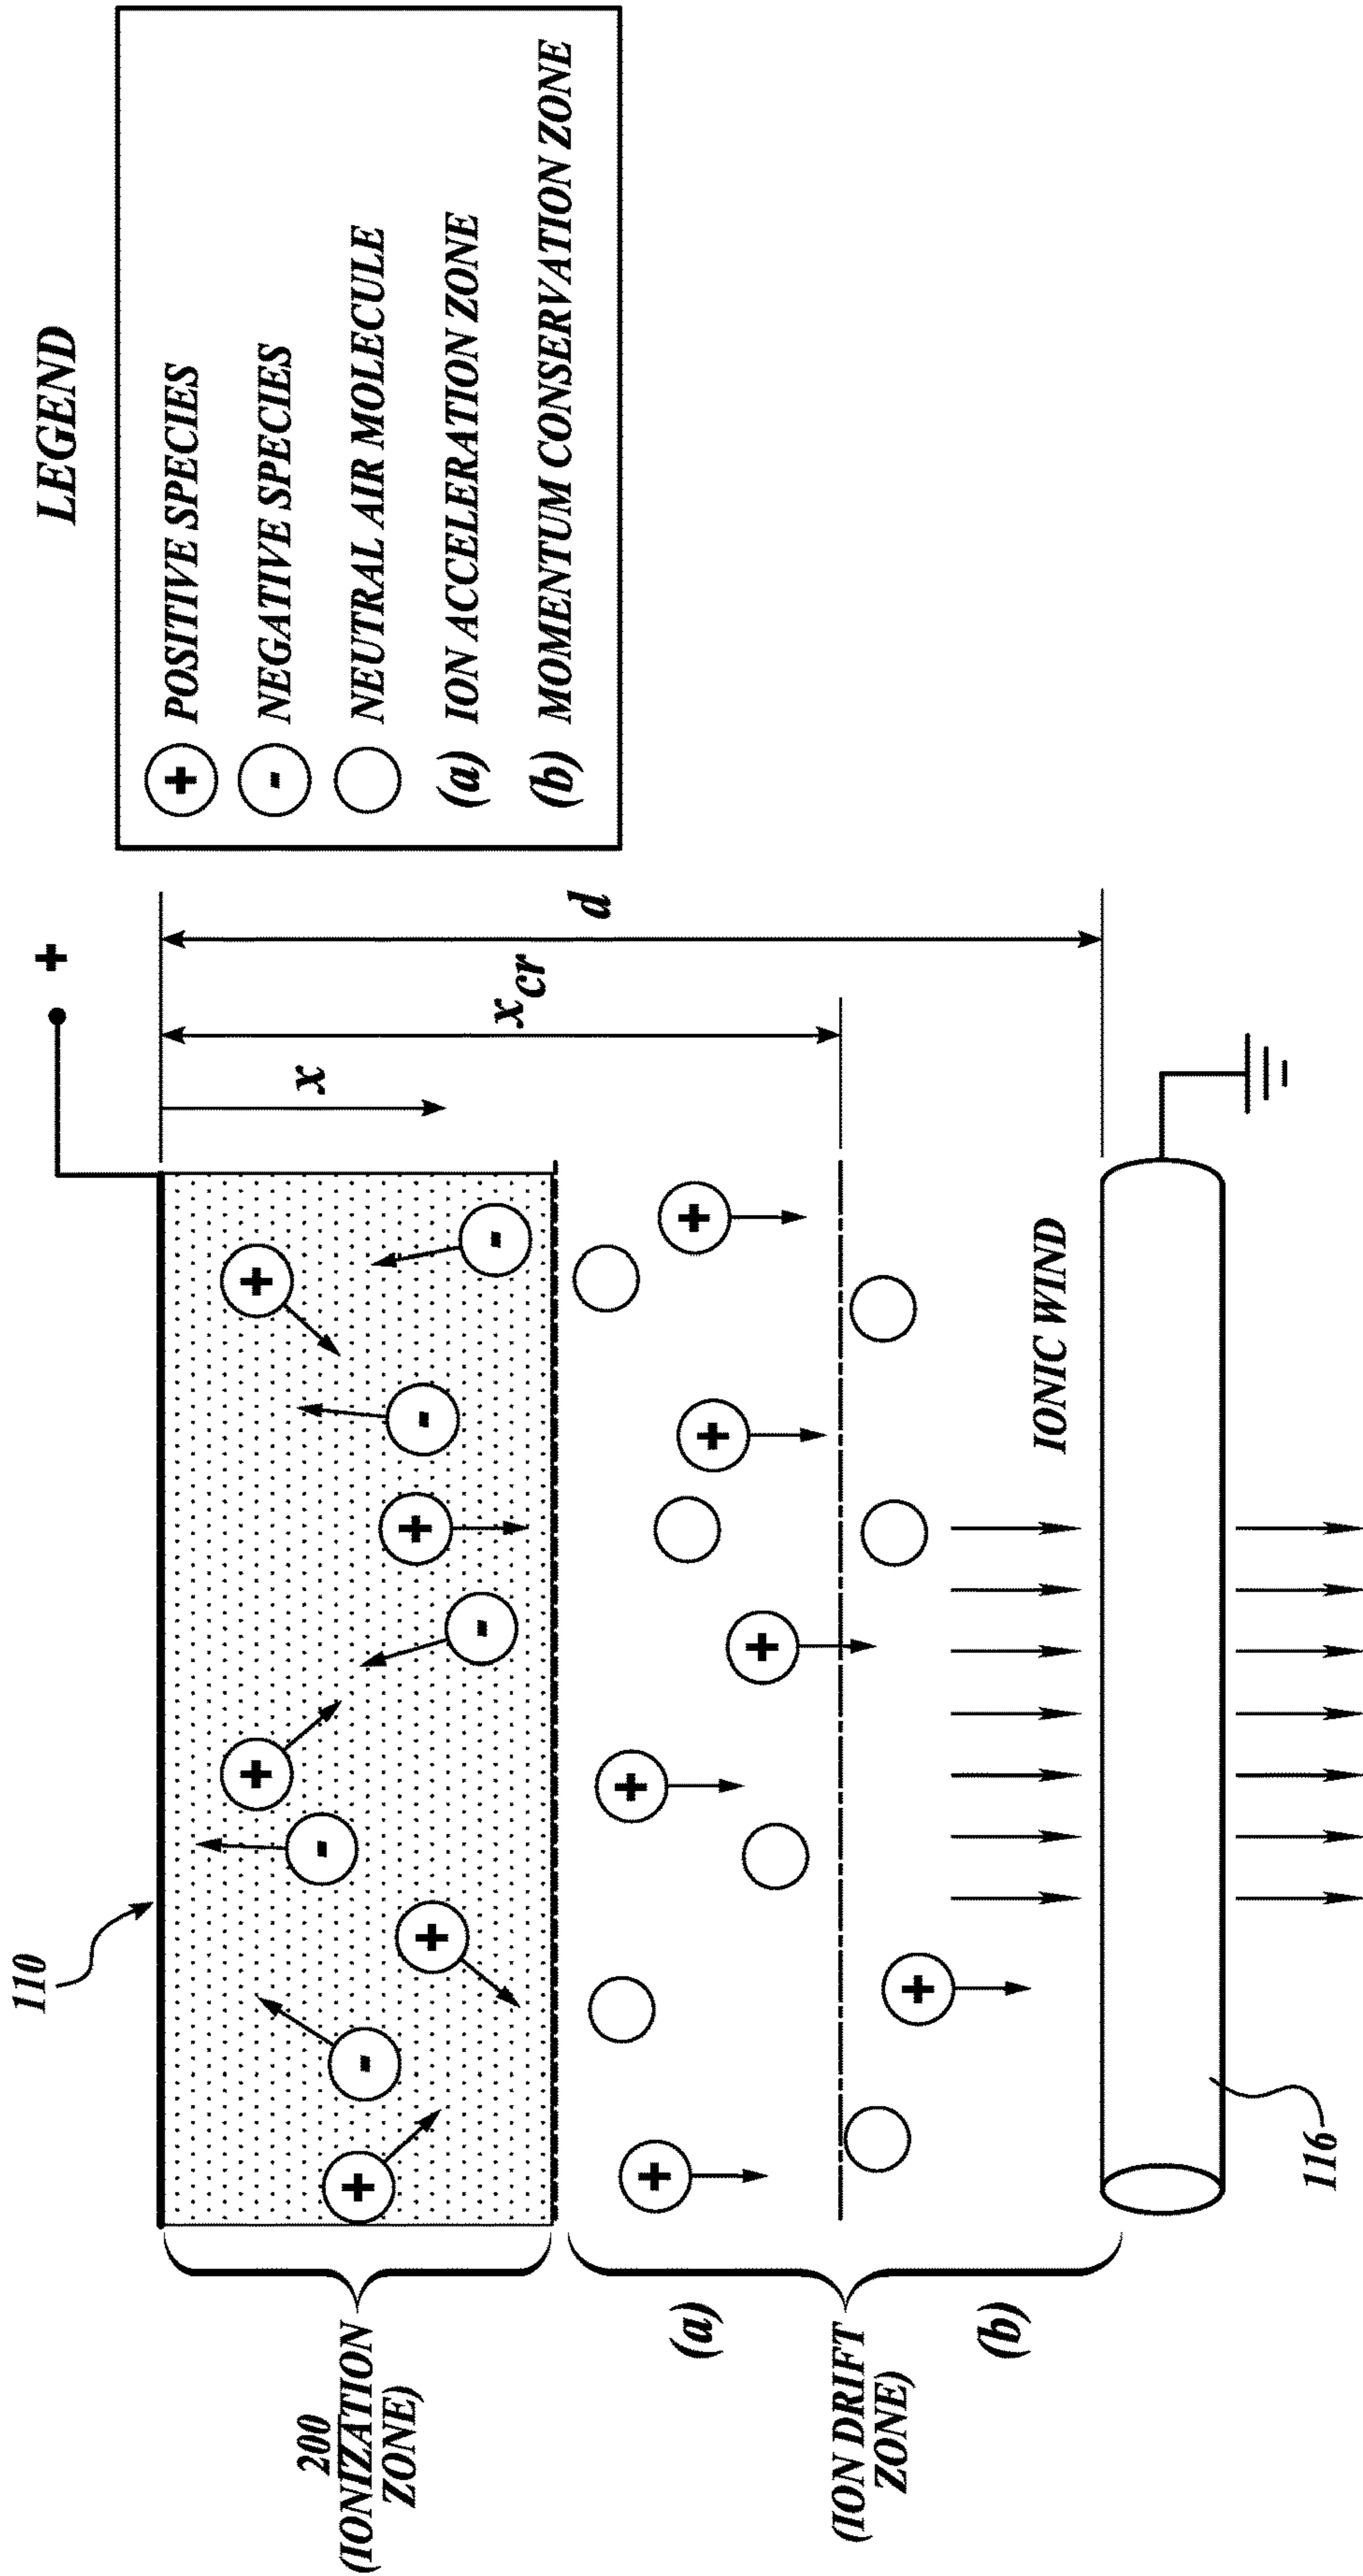 LEGEND
+ POSITIVE SPECIES
- NEGATIVE SPECIES
NEUTRAL AIR MOLECULE
(a) ION ACCELERATION ZONE
(b) MOMENTUM CONSERVATION ZONE
110
+
200
(IONIZATION
ZONE)
+ - + - + - + - + -
x
xcr
d
(a)
(ION DRIFT
ZONE)
(b)
+ + + + +
+
IONIC WIND
116